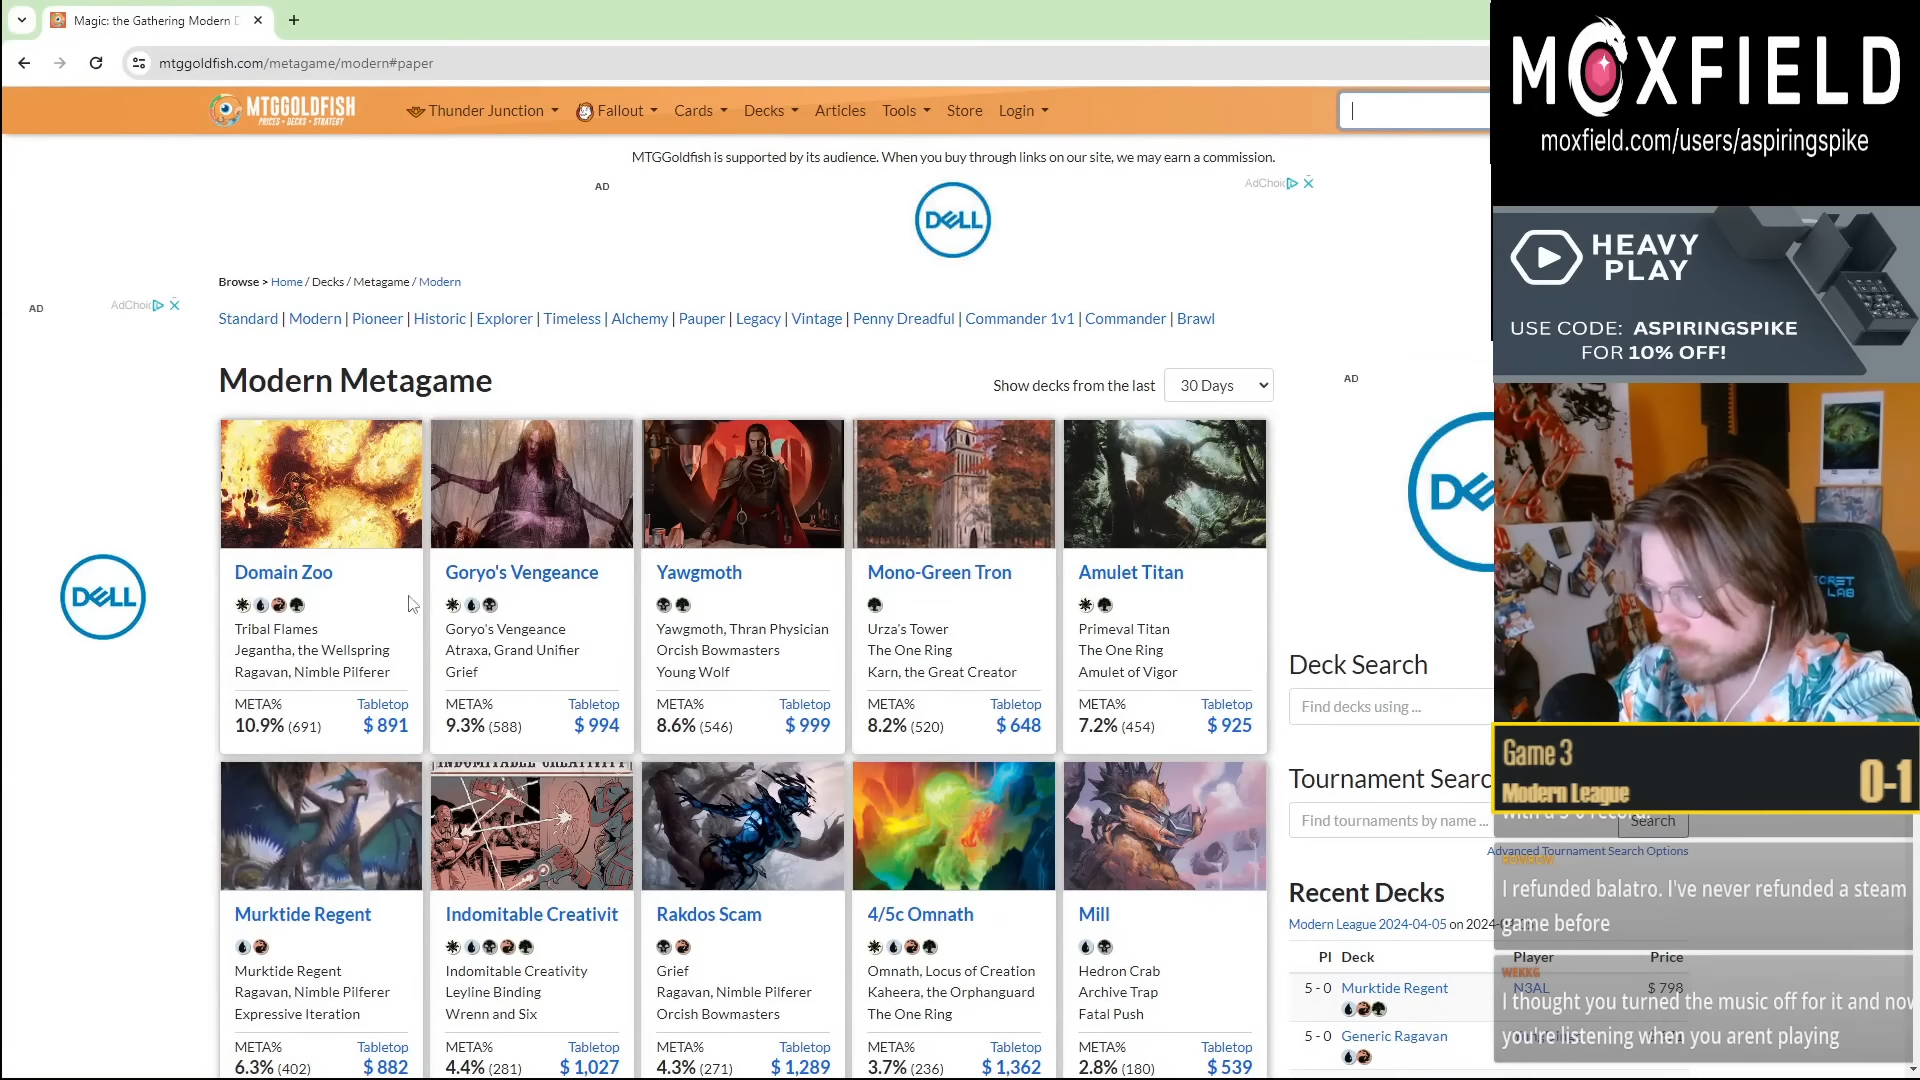 Magic: the Gathering Modern D
mtggoldfish.com/metagame/modern#paper
MTGGOLDFISH
PRICES • DECKS • STRATEGY
Thunder Junction
Fallout
Cards
Decks
Articles
Tools
Store
Login
MTGGoldfish is supported by its audience. When you buy through links on our site, we may earn a commission.
AD
AdChoic
DELL
Browse > Home / Decks / Metagame / Modern
AD
AdChoic
Standard | Modern | Pioneer | Historic | Explorer | Timeless | Alchemy | Pauper | Legacy | Vintage | Penny Dreadful | Commander 1v1 | Commander | Brawl
Modern Metagame
Show decks from the last
30 Days
AD
DELL
Domain Zoo
Tribal Flames
Jegantha, the Wellspring
Ragavan, Nimble Pilferer
META%
Tabletop
10.9% (691)
$ 891
Goryo's Vengeance
Goryo's Vengeance
Atraxa, Grand Unifier
Grief
META%
Tabletop
9.3% (588)
$ 994
Yawgmoth
Yawgmoth, Thran Physician
Orcish Bowmasters
Young Wolf
META%
Tabletop
8.6% (546)
$ 999
Mono-Green Tron
Urza's Tower
The One Ring
Karn, the Great Creator
META%
Tabletop
8.2% (520)
$ 648
Amulet Titan
Primeval Titan
The One Ring
Amulet of Vigor
META%
Tabletop
7.2% (454)
$ 925
INDOMITABLE CREATIVITY
Murktide Regent
Murktide Regent
Ragavan, Nimble Pilferer
Expressive Iteration
META%
Tabletop
6.3% (402)
$ 882
Indomitable Creativit
Indomitable Creativity
Leyline Binding
Wrenn and Six
META%
Tabletop
4.4% (281)
$ 1,027
Rakdos Scam
Grief
Ragavan, Nimble Pilferer
Orcish Bowmasters
META%
Tabletop
4.3% (271)
$ 1,289
4/5c Omnath
Omnath, Locus of Creation
Kaheera, the Orphanguard
The One Ring
META%
Tabletop
3.7% (236)
$ 1,362
Mill
Hedron Crab
Archive Trap
Fatal Push
META%
Tabletop
2.8% (180)
$ 539
DE
Deck Search
Find decks using ...
Tournament Searc
Find tournaments by name ...
Search
Advanced Tournament Search Options
Recent Decks
Modern League 2024-04-05 on 2024-
Pl
Deck
Player
Price
5 - 0
Murktide Regent
N3AL
$ 798
5 - 0
Generic Ragavan
MOXFIELD
moxfield.com/users/aspiringspike
HEAVY
PLAY
USE CODE: ASPIRINGSPIKE
FOR 10% OFF!
CRET
LAB
Game 3
Modern League
0-1
I refunded balatro. I've never refunded a steam
game before
WEKKG
I thought you turned the music off for it and now
you're listening when you arent playing